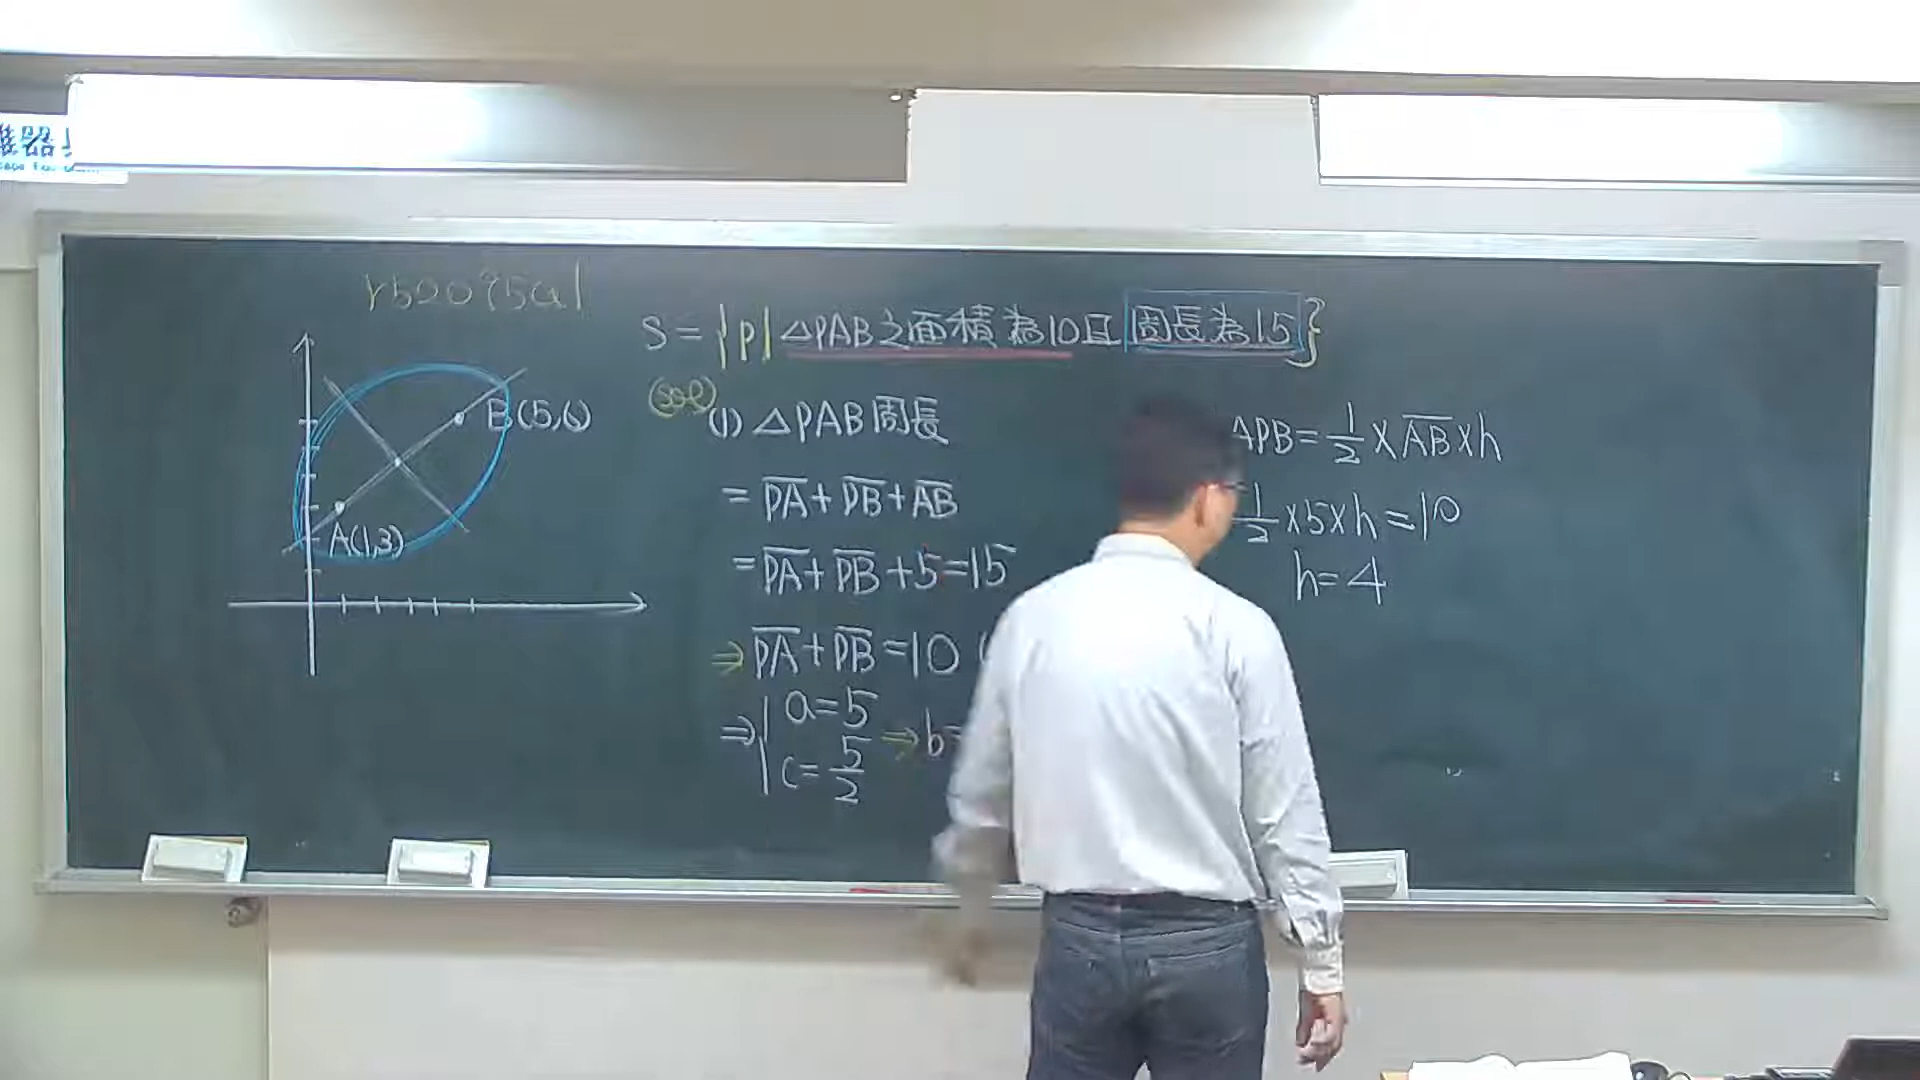 S={P|△PAB之面積為10且周長為15}
B(5,6)
A(1,3)
(sol)
(1)△PAB周長
=PA+PB+AB
=PA+PB+5=15
⇒PA+PB=10
⇒a=5
c=5/2
⇒b=
APB=1/2×AB×h
1/2×5×h=10
h=4